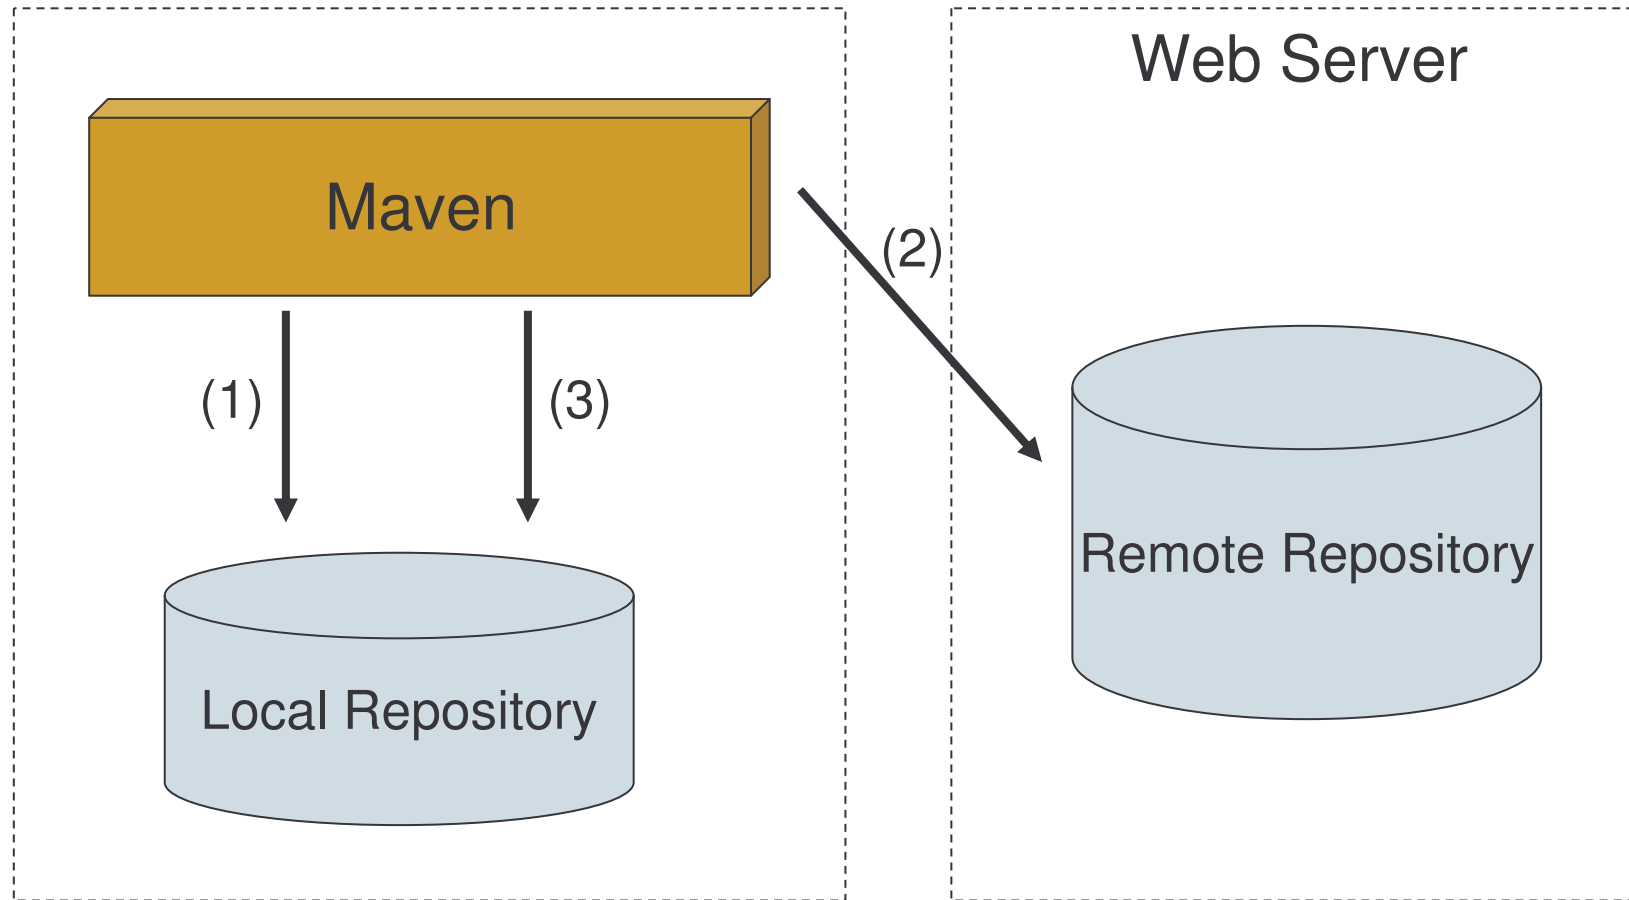 Web Server
Maven
(2)
(1)
(3)
Remote Repository
Local Repository